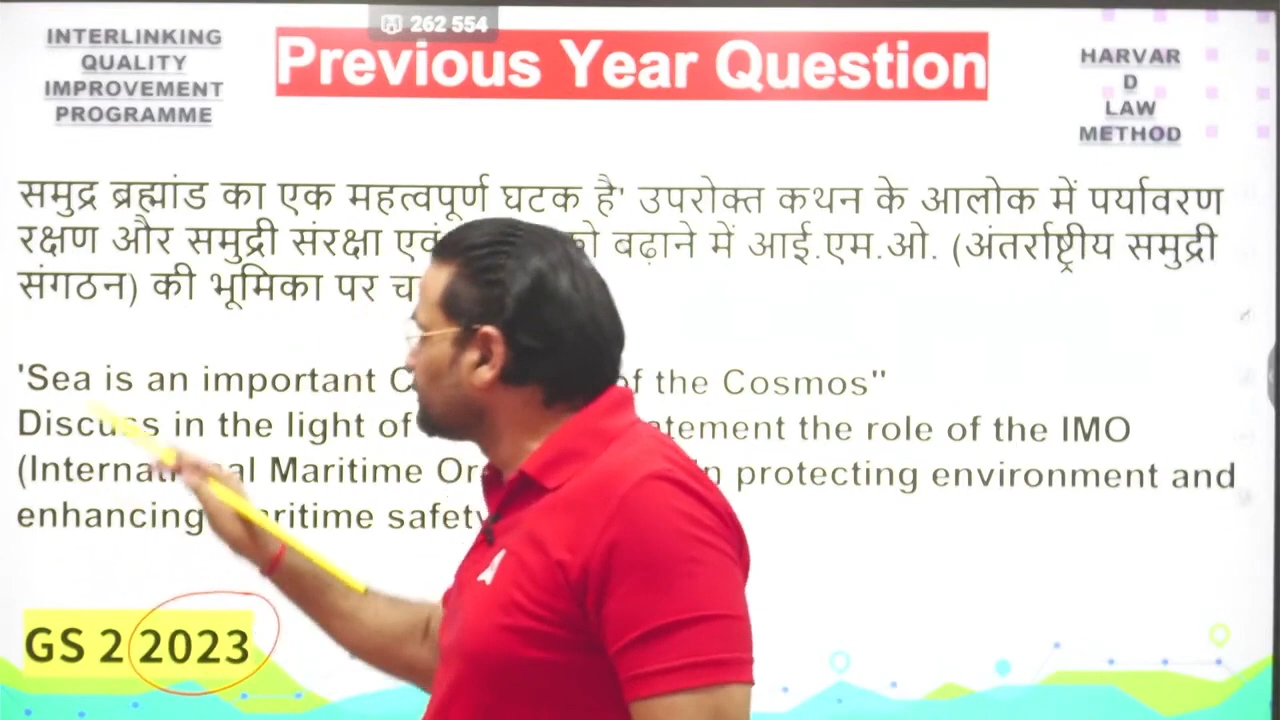 262 554
INTERLINKING
QUALITY
IMPROVEMENT
PROGRAMME
Previous Year Question
HARVAR
D
LAW
METHOD
समुद्र ब्रह्मांड का एक महत्वपूर्ण घटक है' उपरोक्त कथन के आलोक में पर्यावरण
रक्षण और समुद्री संरक्षा एवं को बढ़ाने में आई.एम.ओ. (अंतर्राष्ट्रीय समुद्री
संगठन) की भूमिका पर
'Sea is an important of the Cosmos"
Discuss in the light of the role of the IMO
(International Maritime in protecting environment and
enhancing maritime safety
GS 2 2023